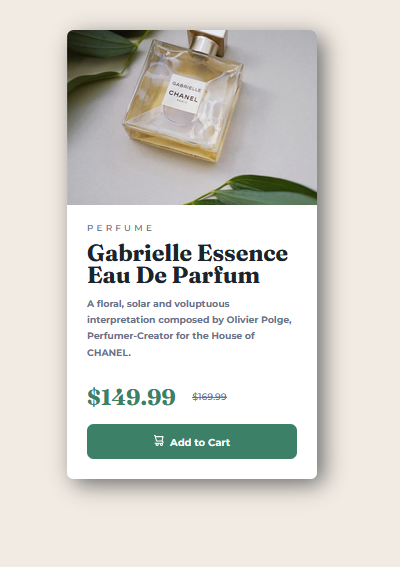 GABRIELLE
CHANEL
PARIS
PERFUME
Gabrielle Essence
Eau De Parfum
A floral, solar and voluptuous
interpretation composed by Olivier Polge,
Perfumer-Creator for the House of
CHANEL.
$149.99 $169.99
Add to Cart